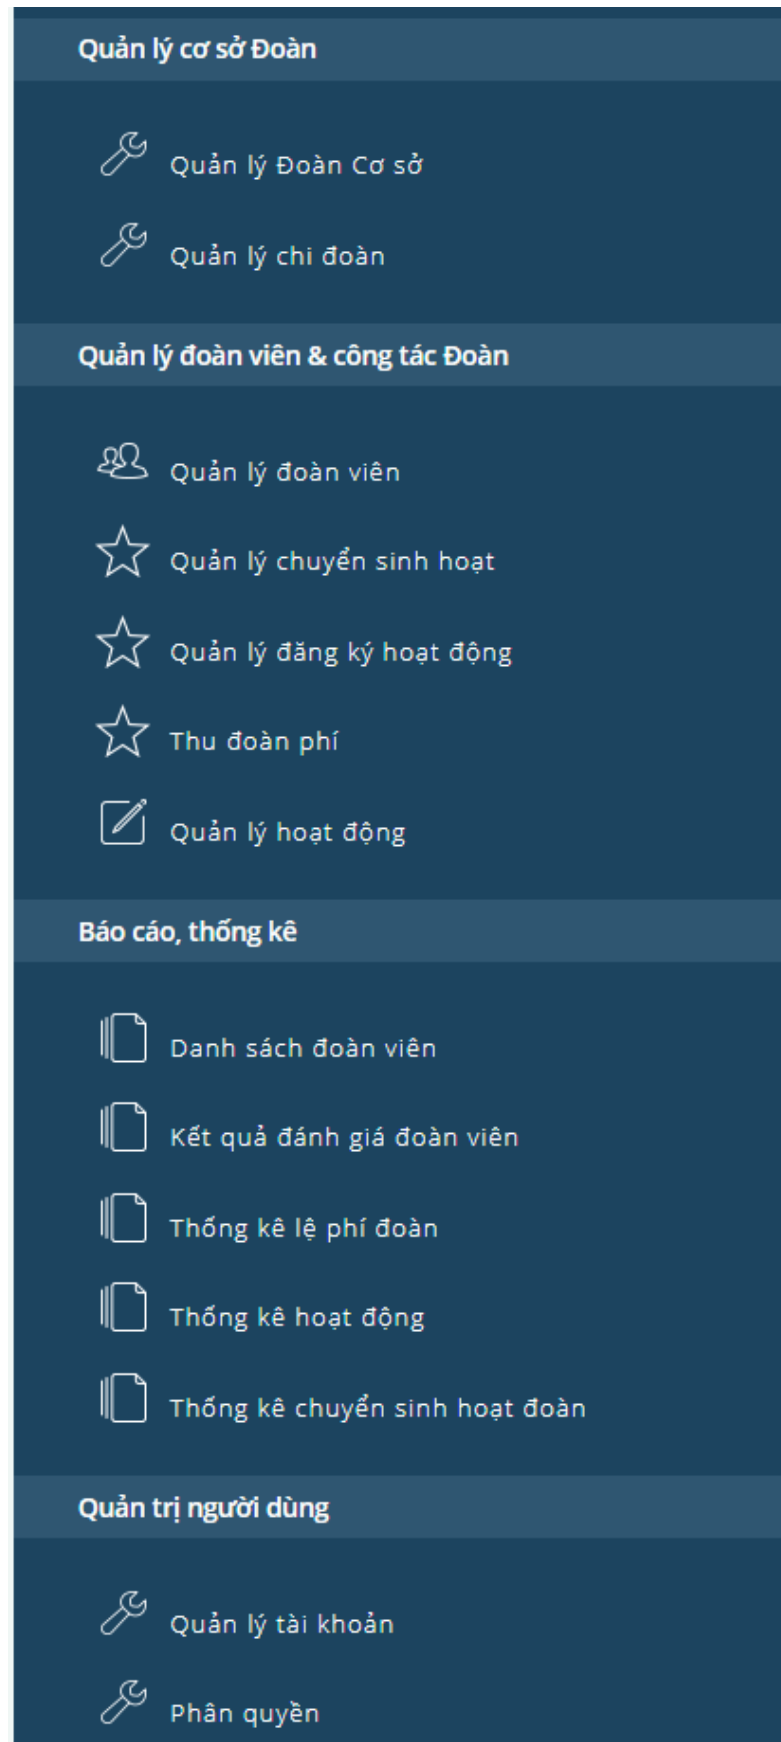 Quản lý cơ sở Đoàn
Quản lý Đoàn Cơ sở
Quản lý chi đoàn
Quản lý đoàn viên & công tác Đoàn
Quản lý đoàn viên
Quản lý chuyển sinh hoạt
Quản lý đăng ký hoạt động
Thu đoàn phí
Quản lý hoạt động
Báo cáo, thống kê
Danh sách đoàn viên
Kết quả đánh giá đoàn viên
Thống kê lệ phí đoàn
Thống kê hoạt động
Thống kê chuyển sinh hoạt đoàn
Quản trị người dùng
Quản lý tài khoản
Phân quyền